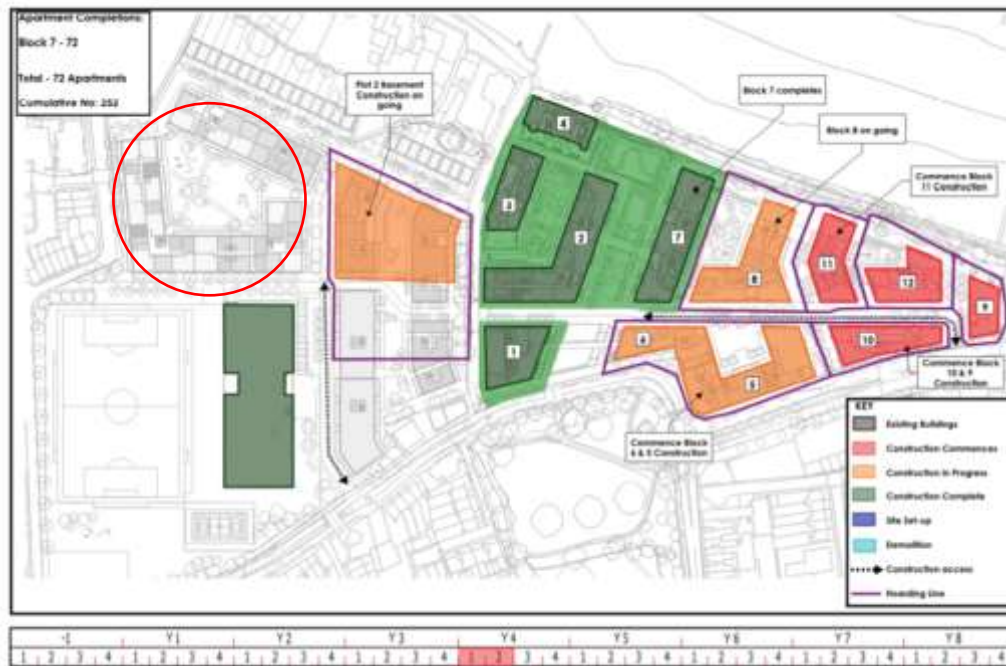 Apartment Completions:
Block 7 - 72
Total - 72 Apartments
Cumulative No: 252
Plot 2 Basement
Construction on
going
Block 7 completes
Block 8 on going
Commence Block
11 Construction
4
3
2
7
8
11
12
9
1
6
5
10
Commence Block
10 & 9
Construction
Commence Block
6 & 5 Construction
KEY
Existing Buildings
Construction Commences
Construction In Progress
Construction Complete
Site Set-up
Demolition
Construction access
Hoarding Line
-1 Y1 Y2 Y3 Y4 Y5 Y6 Y7 Y8
1 2 3 4 1 2 3 4 1 2 3 4 1 2 3 4 1 2 3 4 1 2 3 4 1 2 3 4 1 2 3 4 1 2 3 4